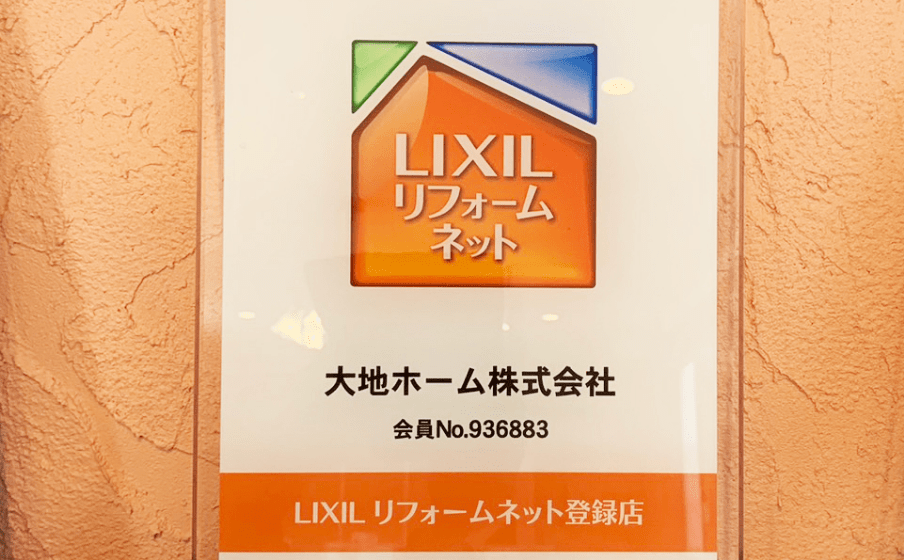 LIXIL
リフォーム
ネット
大地ホーム株式会社
会員No.936883
LIXIL リフォームネット登録店